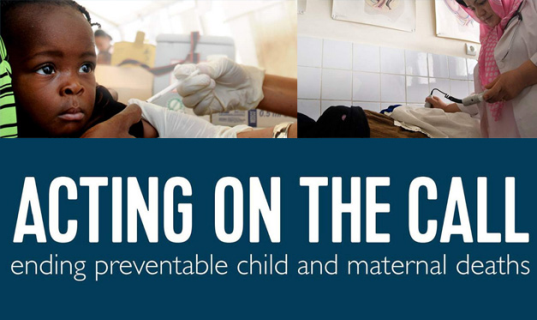 ACTING ON THE CALL
ending preventable child and maternal deaths